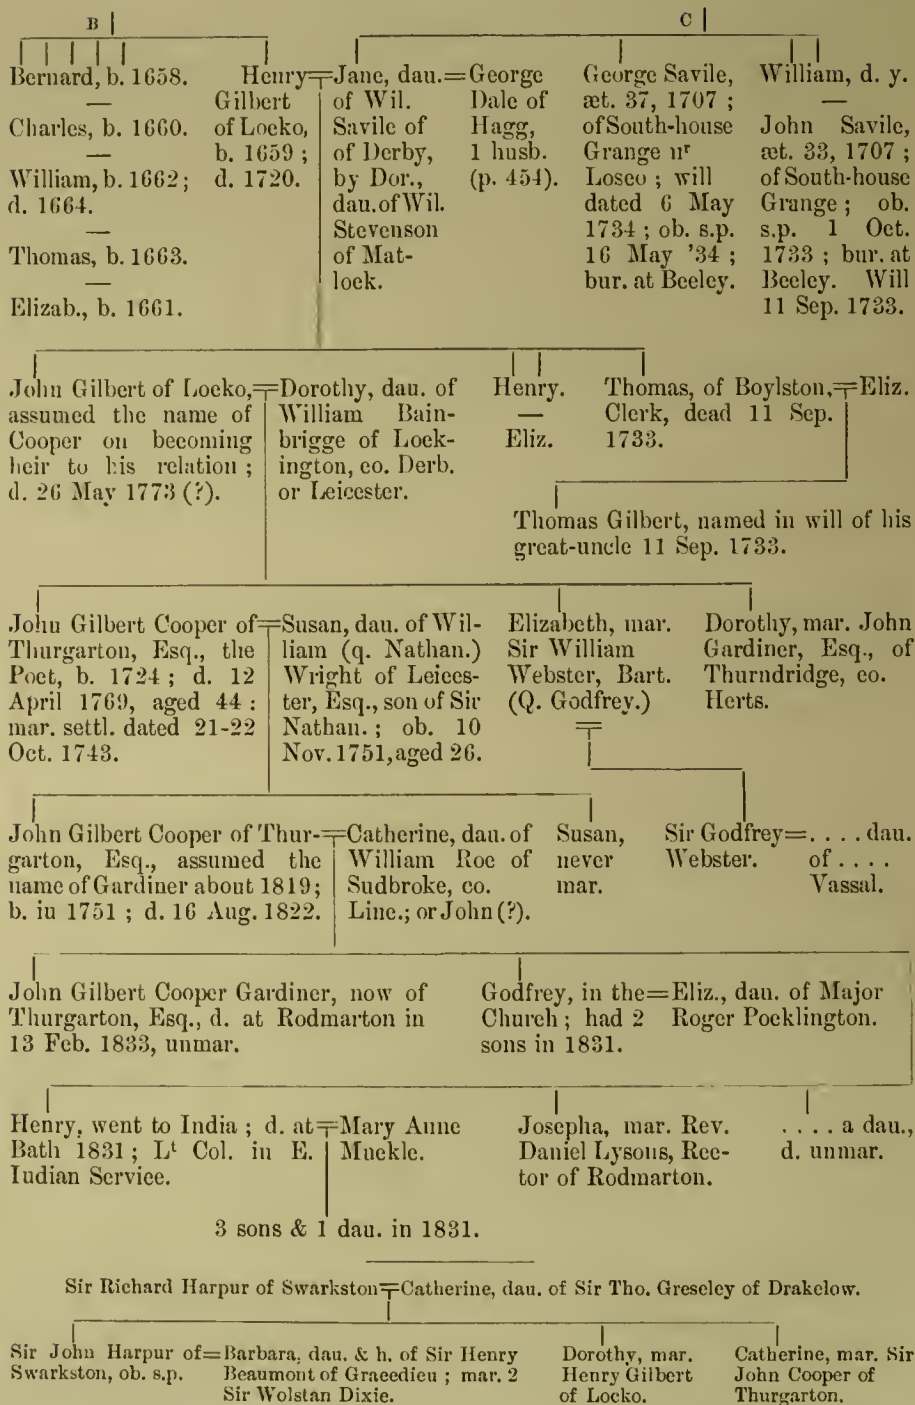 B
C
Bernard, b. 1658.
—
Charles, b. 1660.
—
William, b. 1662;
d. 1664.
—
Thomas, b. 1663.
—
Elizab., b. 1661.
Henry=
Gilbert
of Locko,
b. 1659;
d. 1720.
Jane, dau.=
of Wil.
Savile of
of Derby,
by Dor.,
dau. of Wil.
Stevenson
of Mat-
lock.
George
Dale of
Hagg,
1 husb.
(p. 454).
George Savile,
æt. 37, 1707;
of South-house
Grange nr
Losco; will
dated 6 May
1734; ob. s.p.
16 May '34;
bur. at Beeley.
William, d. y.
—
John Savile,
æt. 33, 1707;
of South-house
Grange; ob.
s.p. 1 Oct.
1733; bur. at
Beeley. Will
11 Sep. 1733.
John Gilbert of Locko,=
assumed the name of
Cooper on becoming
heir to his relation;
d. 26 May 1773 (?).
Dorothy, dau. of
William Bain-
brigge of Lock-
ington, co. Derb.
or Leicester.
Henry.
—
Eliz.
Thomas, of Boylston,=Eliz.
Clerk, dead 11 Sep.
1733.
Thomas Gilbert, named in will of his
great-uncle 11 Sep. 1733.
John Gilbert Cooper of=
Thurgarton, Esq., the
Poet, b. 1724; d. 12
April 1769, aged 44:
mar. settl. dated 21-22
Oct. 1743.
Susan, dau. of Wil-
liam (q. Nathan.)
Wright of Leices-
ter, Esq., son of Sir
Nathan.; ob. 10
Nov. 1751, aged 26.
Elizabeth, mar.
Sir William
Webster, Bart.
(Q. Godfrey.)
=
Dorothy, mar. John
Gardiner, Esq., of
Thurndridge, co.
Herts.
John Gilbert Cooper of Thur-=
garton, Esq., assumed the
name of Gardiner about 1819;
b. in 1751; d. 16 Aug. 1822.
Catherine, dau. of
William Roe of
Sudbroke, co.
Linc.; or John (?).
Susan,
never
mar.
Sir Godfrey=
Webster.
. . . . dau.
of . . . .
Vassal.
John Gilbert Cooper Gardiner, now of
Thurgarton, Esq., d. at Rodmarton in
13 Feb. 1833, unmar.
Godfrey, in the=
Church; had 2
sons in 1831.
Eliz., dau. of Major
Roger Pocklington.
Henry, went to India; d. at=
Bath 1831; Lt Col. in E.
Indian Service.
Mary Anne
Muckle.
Josepha, mar. Rev.
Daniel Lysons, Rec-
tor of Rodmarton.
. . . . a dau.,
d. unmar.
3 sons & 1 dau. in 1831.
Sir Richard Harpur of Swarkston=Catherine, dau. of Sir Tho. Greseley of Drakelow.
Sir John Harpur of=
Swarkston, ob. s.p.
Barbara, dau. & h. of Sir Henry
Beaumont of Gracedieu; mar. 2
Sir Wolstan Dixie.
Dorothy, mar.
Henry Gilbert
of Locko.
Catherine, mar. Sir
John Cooper of
Thurgarton.